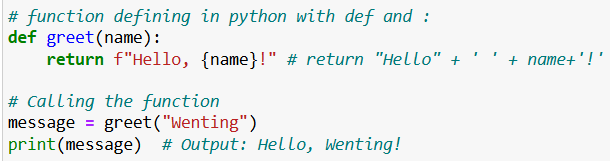 # function defining in python with def and :
def greet(name):
    return f"Hello, {name}!" # return "Hello" + ' ' + name+'!'

# Calling the function
message = greet("Wenting")
print(message)  # Output: Hello, Wenting!